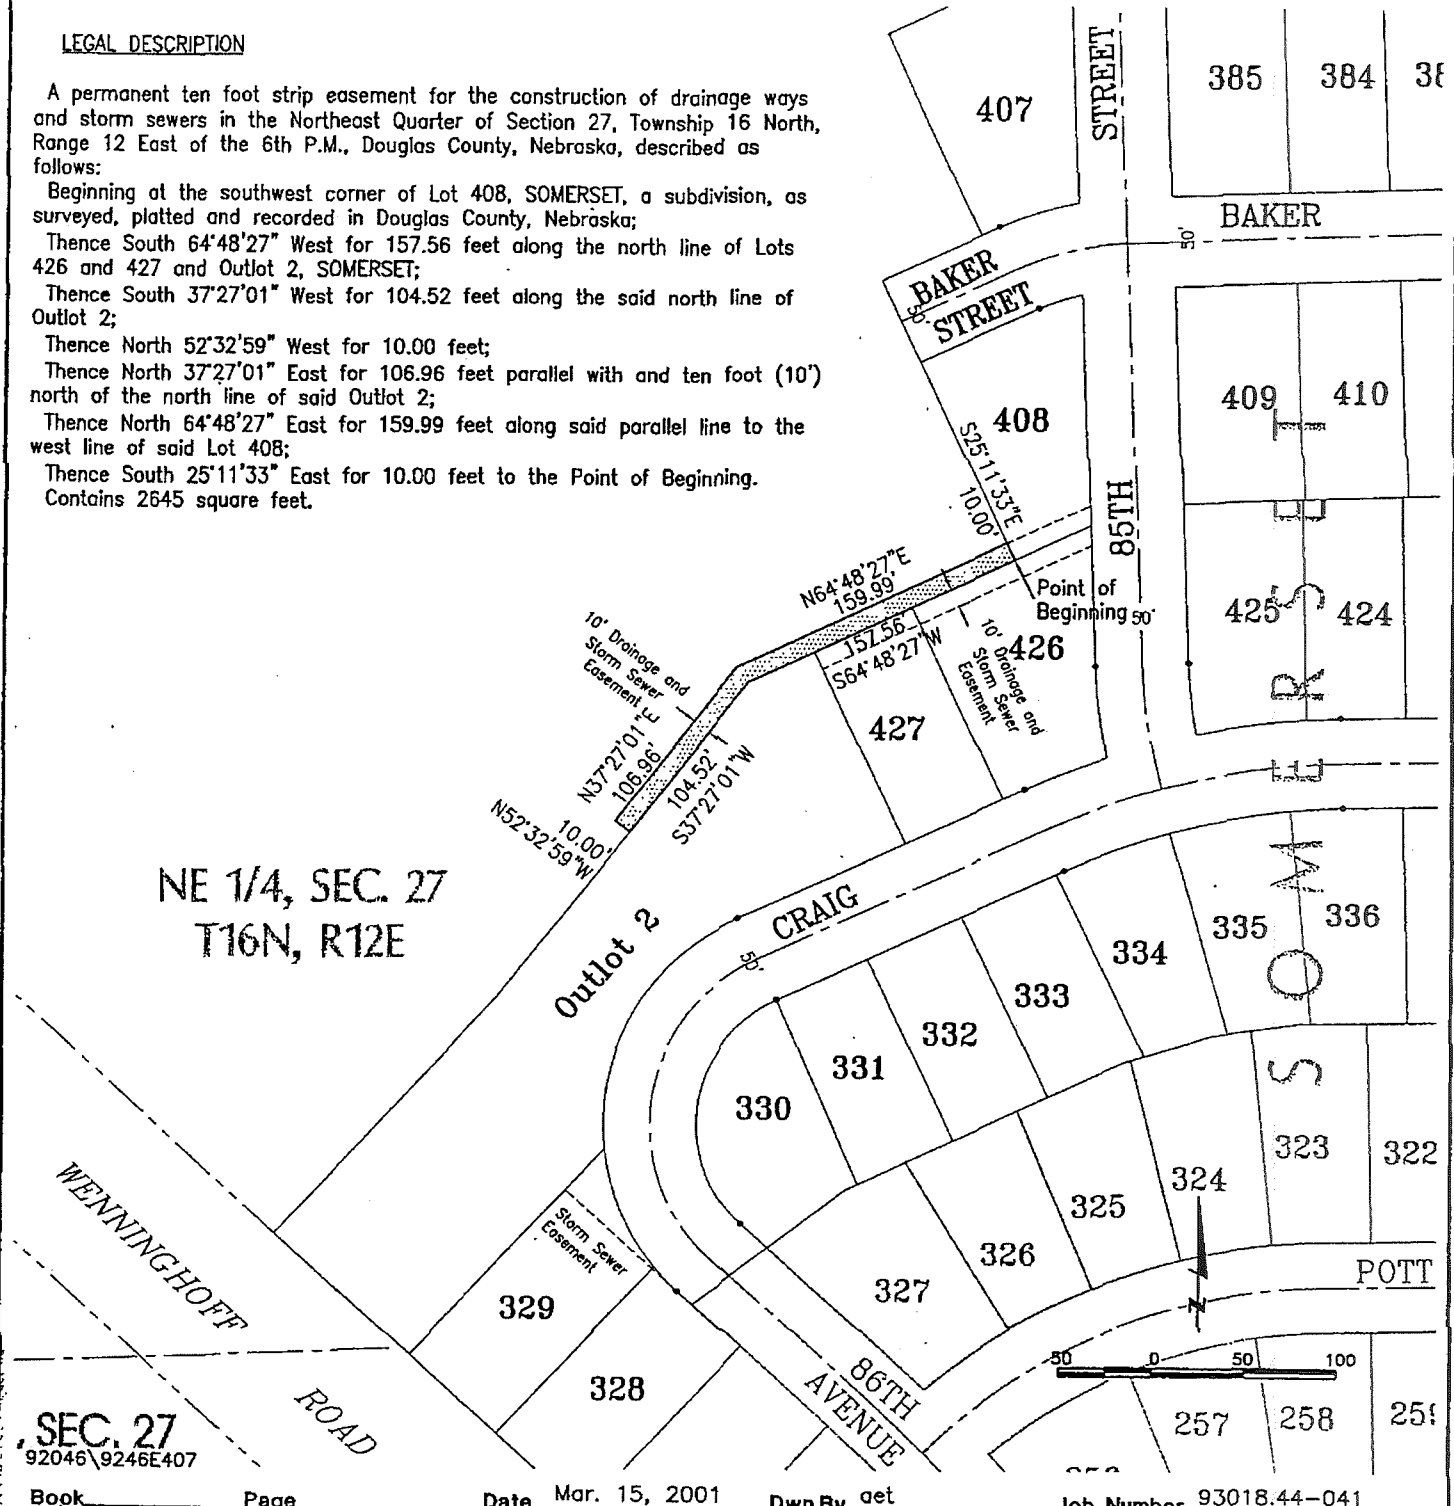 LEGAL DESCRIPTION
A permanent ten foot strip easement for the construction of drainage ways
and storm sewers in the Northeast Quarter of Section 27, Township 16 North,
Range 12 East of the 6th P.M., Douglas County, Nebraska, described as
follows:
Beginning at the southwest corner of Lot 408, SOMERSET, a subdivision, as
surveyed, platted and recorded in Douglas County, Nebraska;
Thence South 64°48'27" West for 157.56 feet along the north line of Lots
426 and 427 and Outlot 2, SOMERSET;
Thence South 37°27'01" West for 104.52 feet along the said north line of
Outlot 2;
Thence North 52°32'59" West for 10.00 feet;
Thence North 37°27'01" East for 106.96 feet parallel with and ten foot (10')
north of the north line of said Outlot 2;
Thence North 64°48'27" East for 159.99 feet along said parallel line to the
west line of said Lot 408;
Thence South 25°11'33" East for 10.00 feet to the Point of Beginning.
Contains 2645 square feet.
407
STREET
385
384
38
BAKER
50'
BAKER
STREET
50'
408
409
410
S25°11'33"E
10.00'
85TH
N64°48'27"E
159.99'
Point of
Beginning
50'
425
424
157.56'
S64°48'27"W
426
10' Drainage and
Storm Sewer
Easement
10' Drainage and
Storm Sewer
Easement
427
N37°27'01"E
106.96'
104.52'
S37°27'01"W
N52°32'59"W
10.00'
SOMERSET
NE 1/4, SEC. 27
T16N, R12E
Outlot 2
CRAIG
50'
335
336
334
333
332
331
330
323
322
324
325
326
327
POTT
Storm Sewer
Easement
329
328
WENNINGHOFF
ROAD
86TH
AVENUE
N
50 0 50 100
257
258
259
, SEC. 27
92046\9246E407
Book Page Date Mar. 15, 2001 Dwn.By aet Job Number 93018.44-041